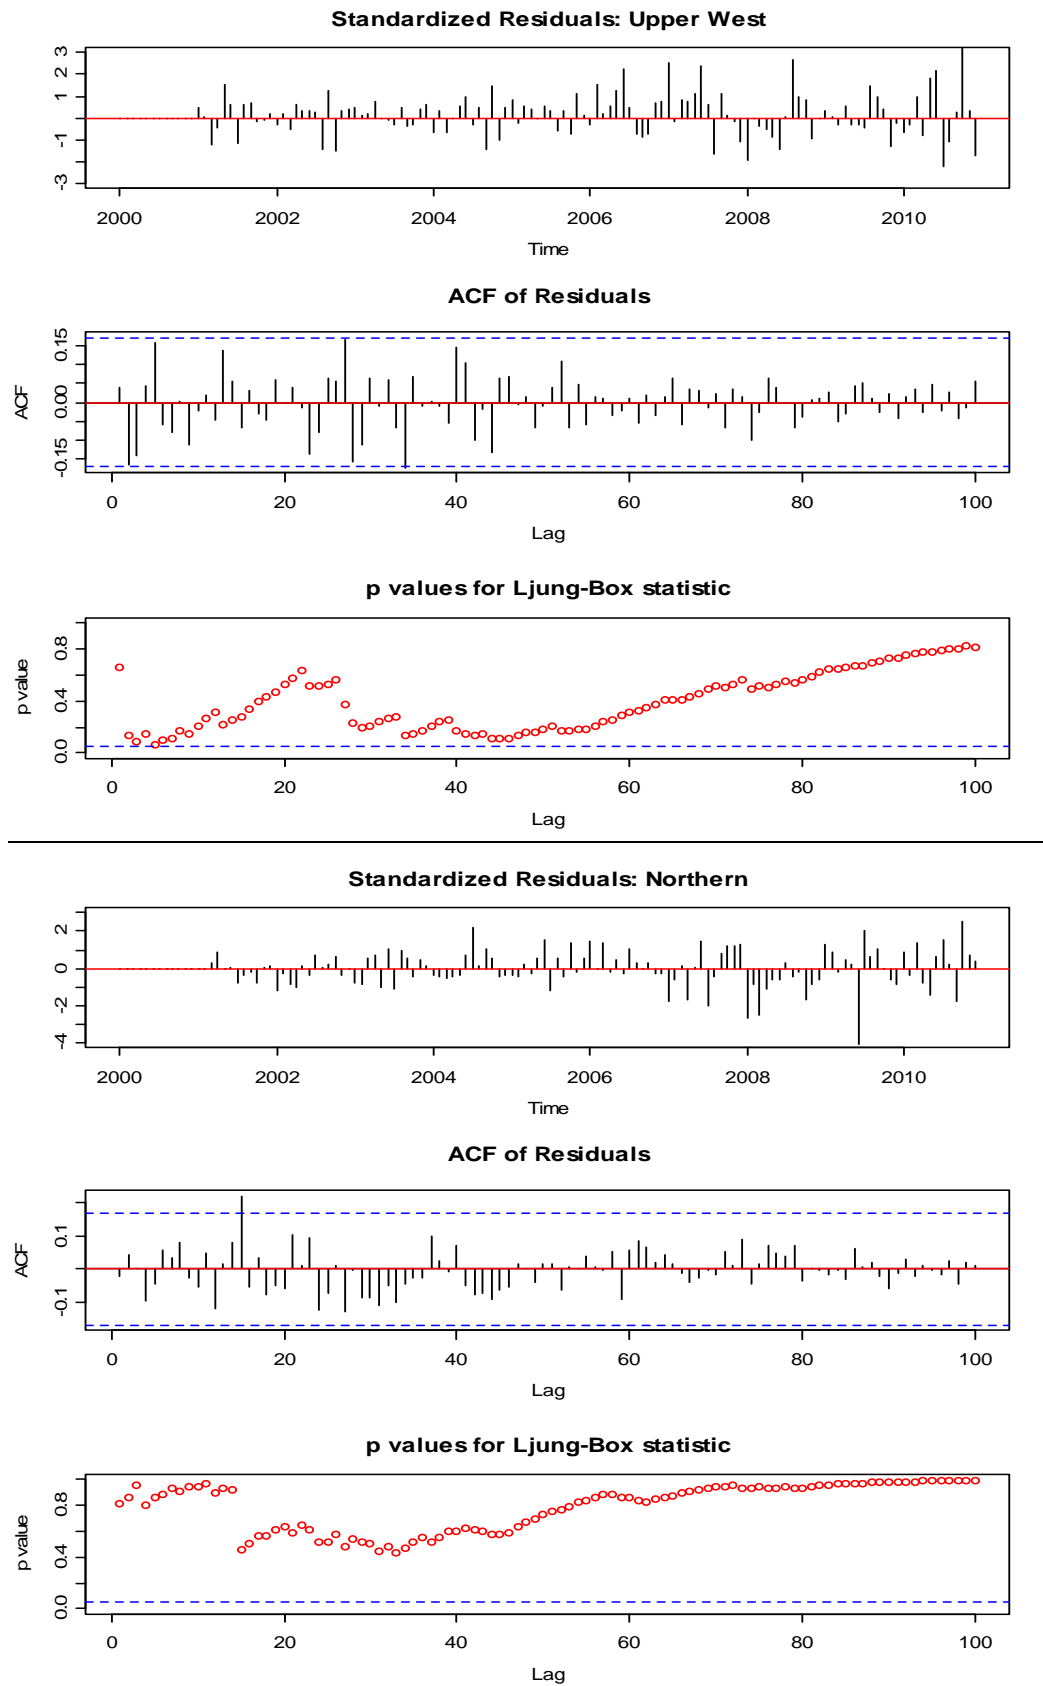 Standardized Residuals: Upper West
3
2
1
-1
-3
2000 2002 2004 2006 2008 2010
Time
ACF of Residuals
ACF
0.15
0.00
-0.15
0 20 40 60 80 100
Lag
p values for Ljung-Box statistic
p value
0.8
0.4
0.0
0 20 40 60 80 100
Lag
Standardized Residuals: Northern
2
0
-2
-4
2000 2002 2004 2006 2008 2010
Time
ACF of Residuals
ACF
0.1
-0.1
0 20 40 60 80 100
Lag
p values for Ljung-Box statistic
p value
0.8
0.4
0.0
0 20 40 60 80 100
Lag